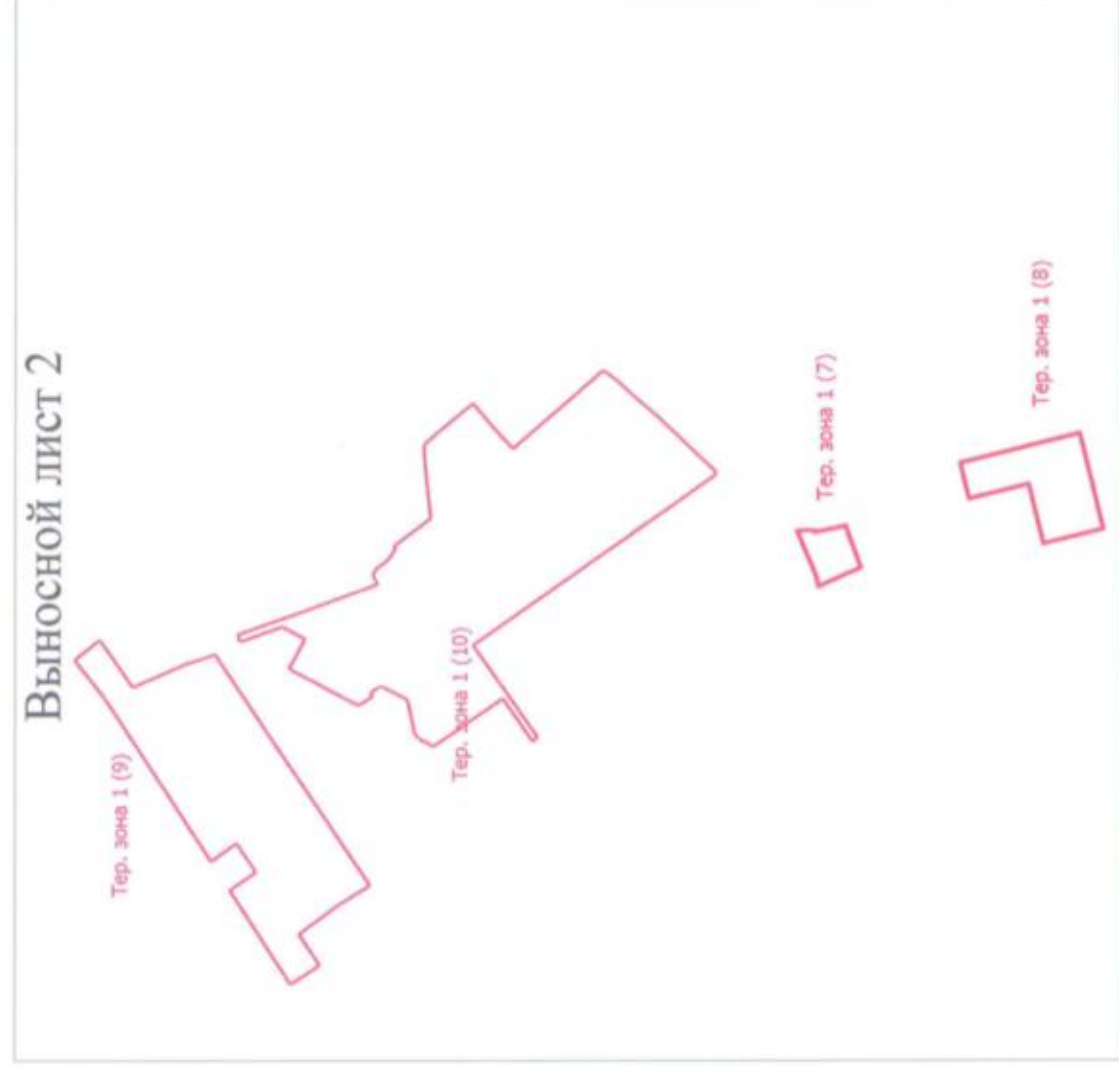 Выносной лист 2
Тер. зона 1 (9)
Тер. зона 1 (10)
Тер. зона 1 (7)
Тер. зона 1 (8)